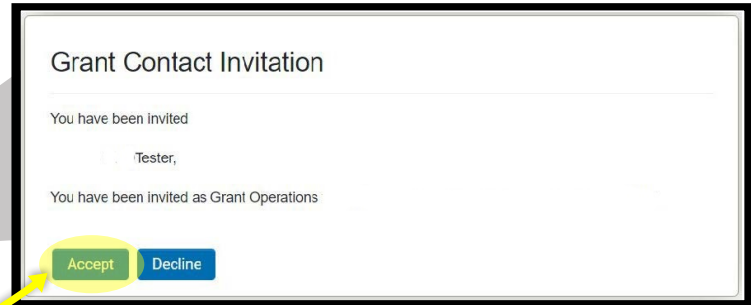 Grant Contact Invitation
You have been invited
Tester,
You have been invited as Grant Operations
Accept Decline